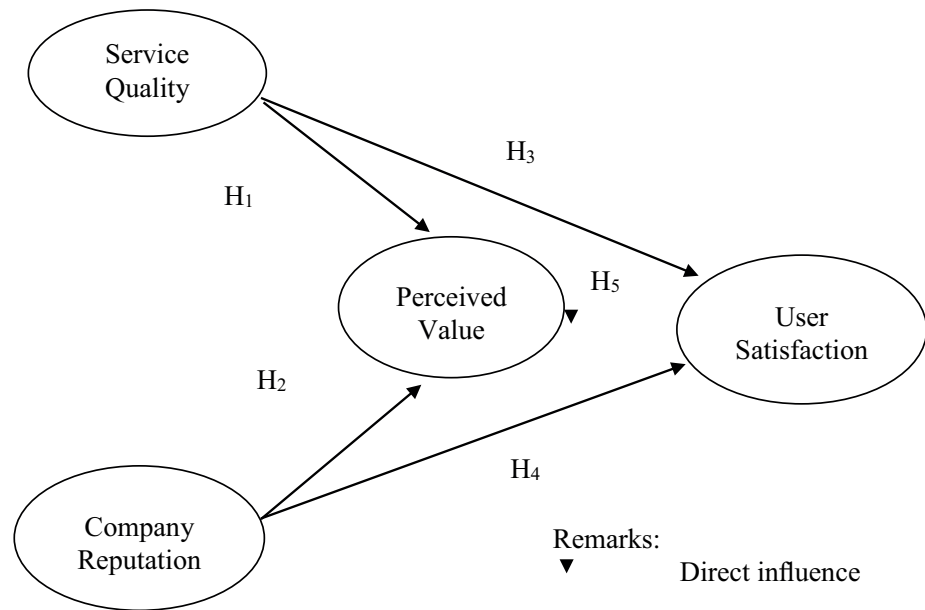 Service
Quality
H₃
H₁
H₅
Perceived
Value
User
Satisfaction
H₂
H₄
Company
Reputation
Remarks:
Direct influence